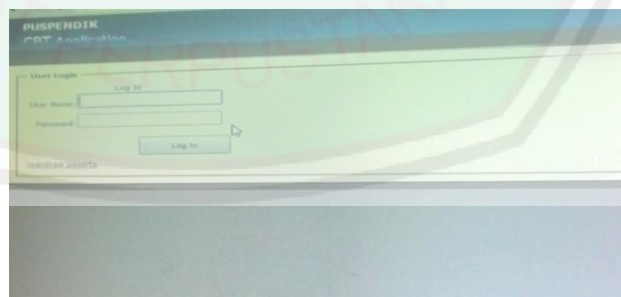 PUSPENDIK
CBT Application
User Login
Log In
User Name:
Password:
Log In